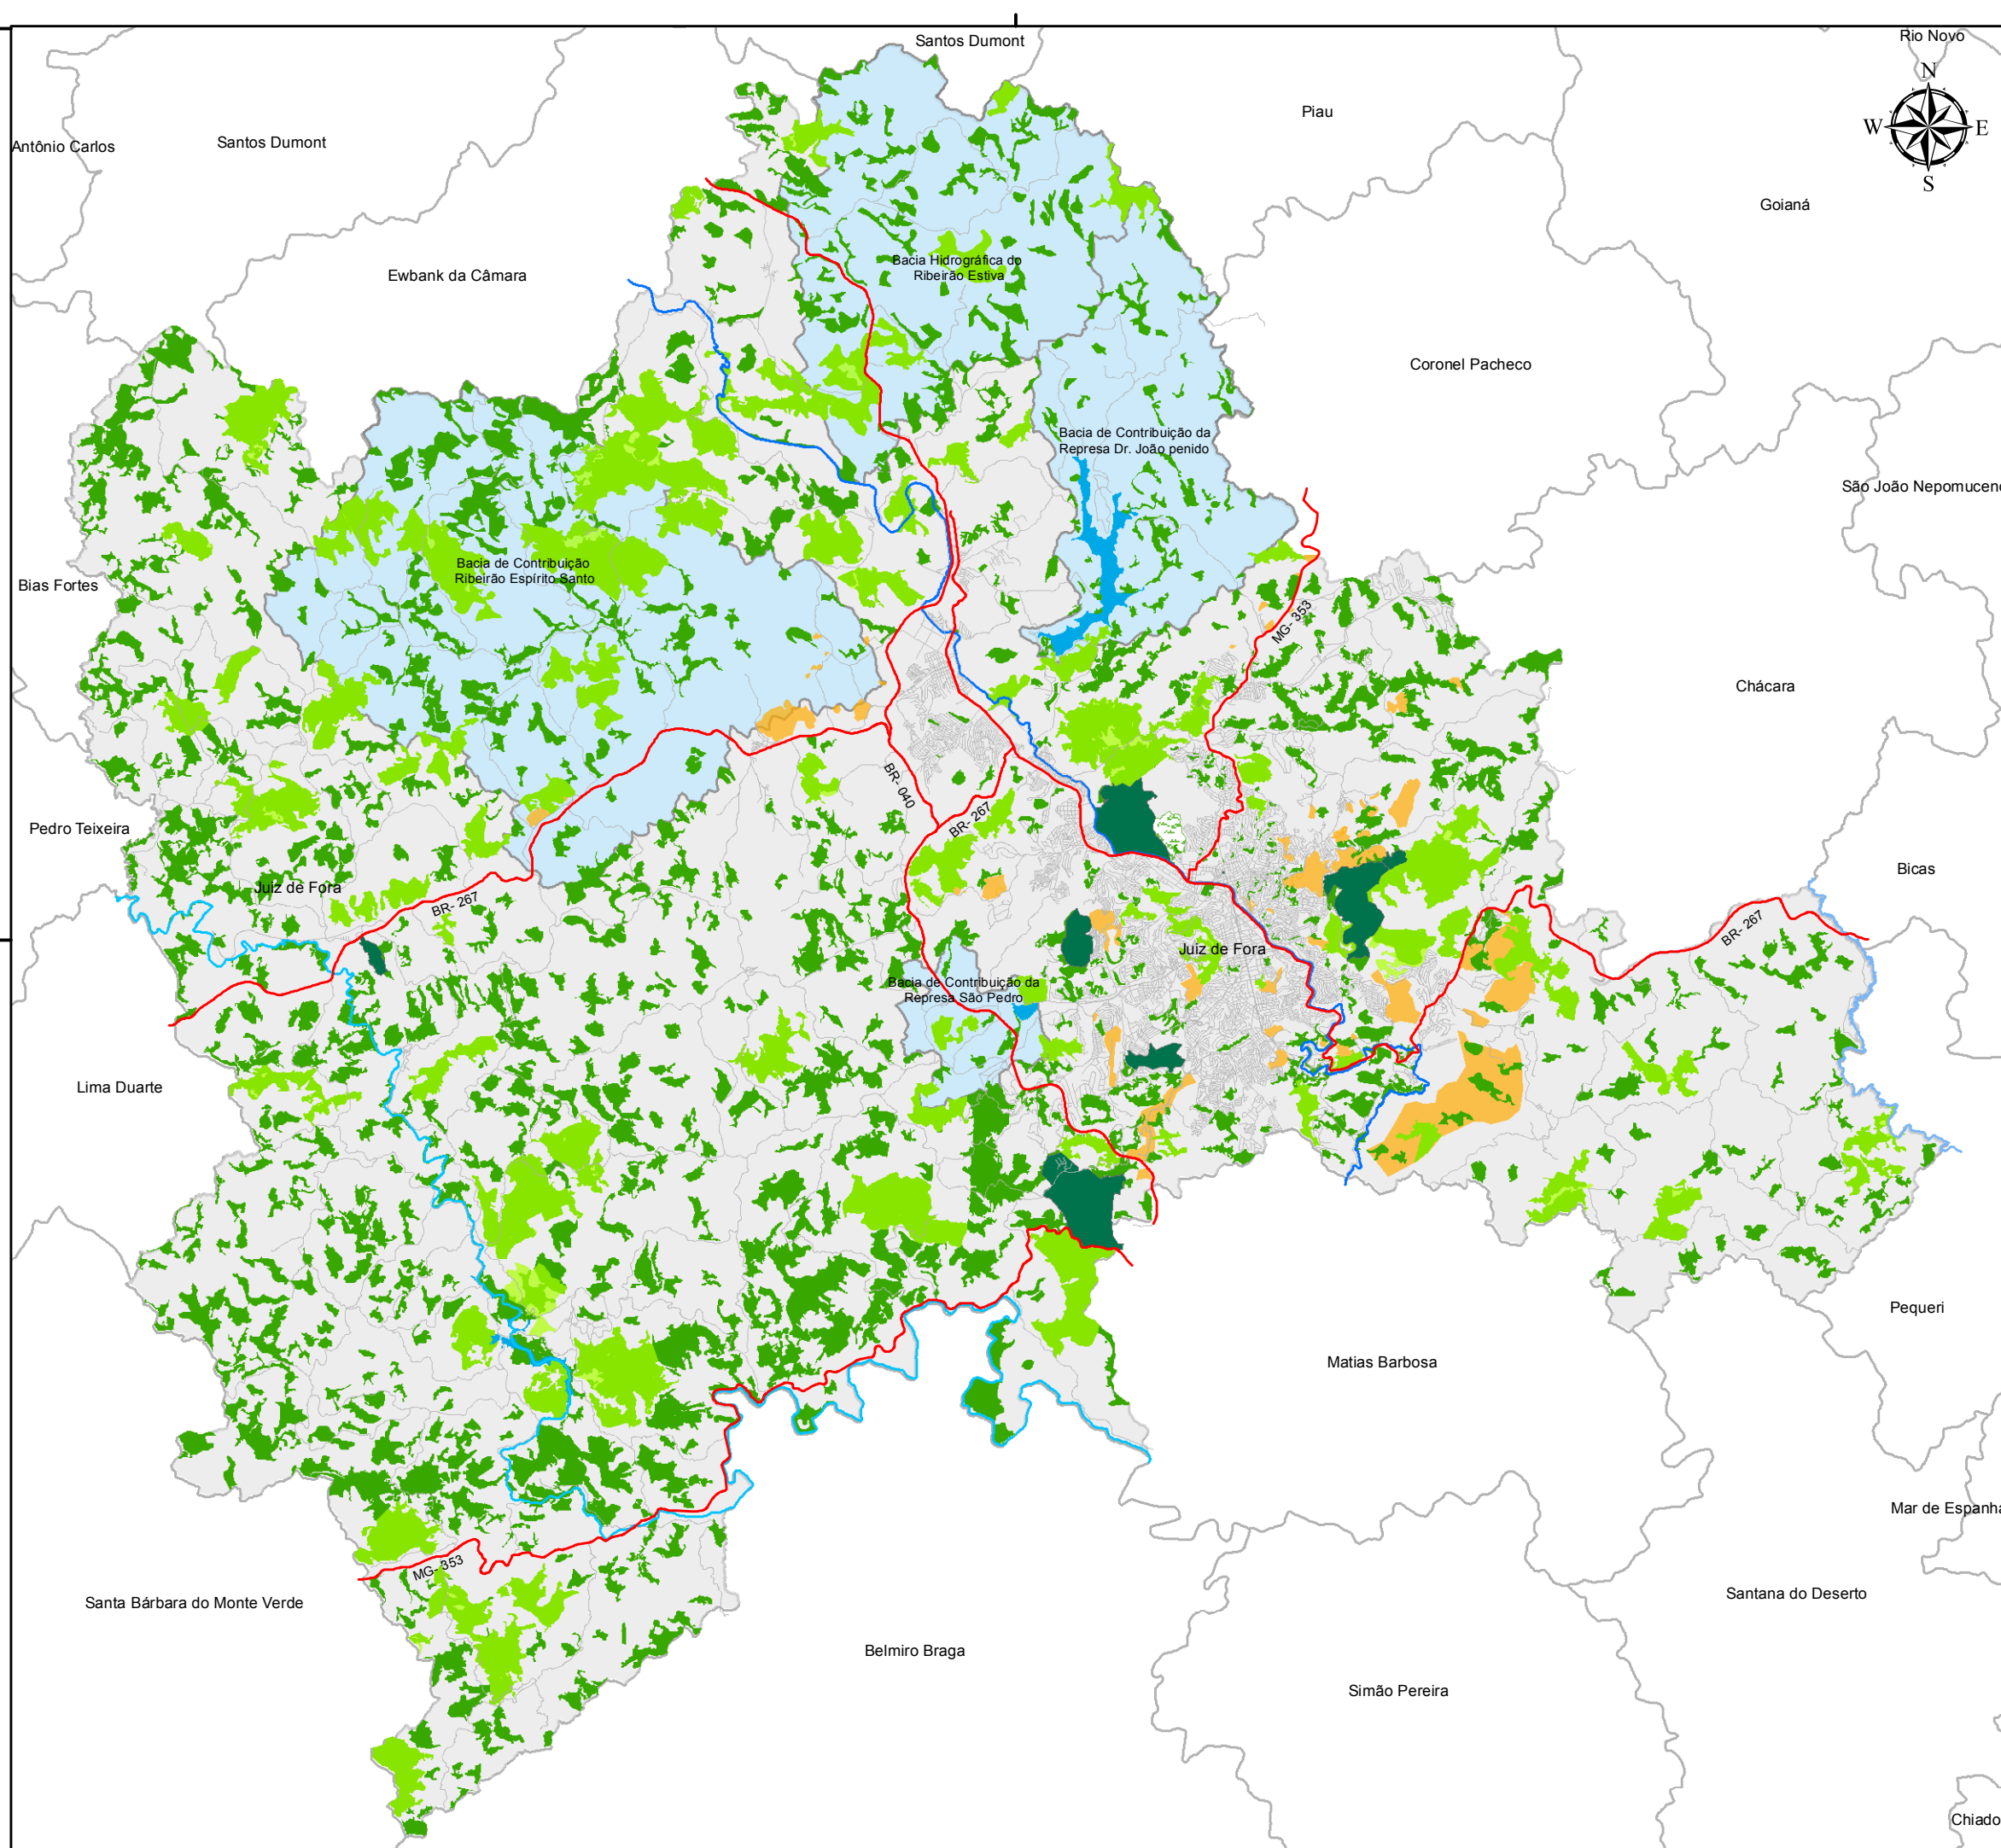 Santos Dumont
Rio Novo
N
W
E
S
Piau
Antônio Carlos
Santos Dumont
Goianá
Ewbank da Câmara
Bacia Hidrográfica do
Ribeirão Estiva
Coronel Pacheco
Bacia de Contribuição da
Represa Dr. João penido
São João Nepomuceno
Bacia de Contribuição
Ribeirão Espírito Santo
Bias Fortes
MG- 353
Chácara
BR- 040
BR- 267
Pedro Teixeira
Bicas
Juiz de Fora
BR- 267
BR- 267
Juiz de Fora
Bacia de Contribuição da
Represa São Pedro
Lima Duarte
Pequeri
Matias Barbosa
Mar de Espanha
MG- 353
Santa Bárbara do Monte Verde
Santana do Deserto
Belmiro Braga
Simão Pereira
Chiado